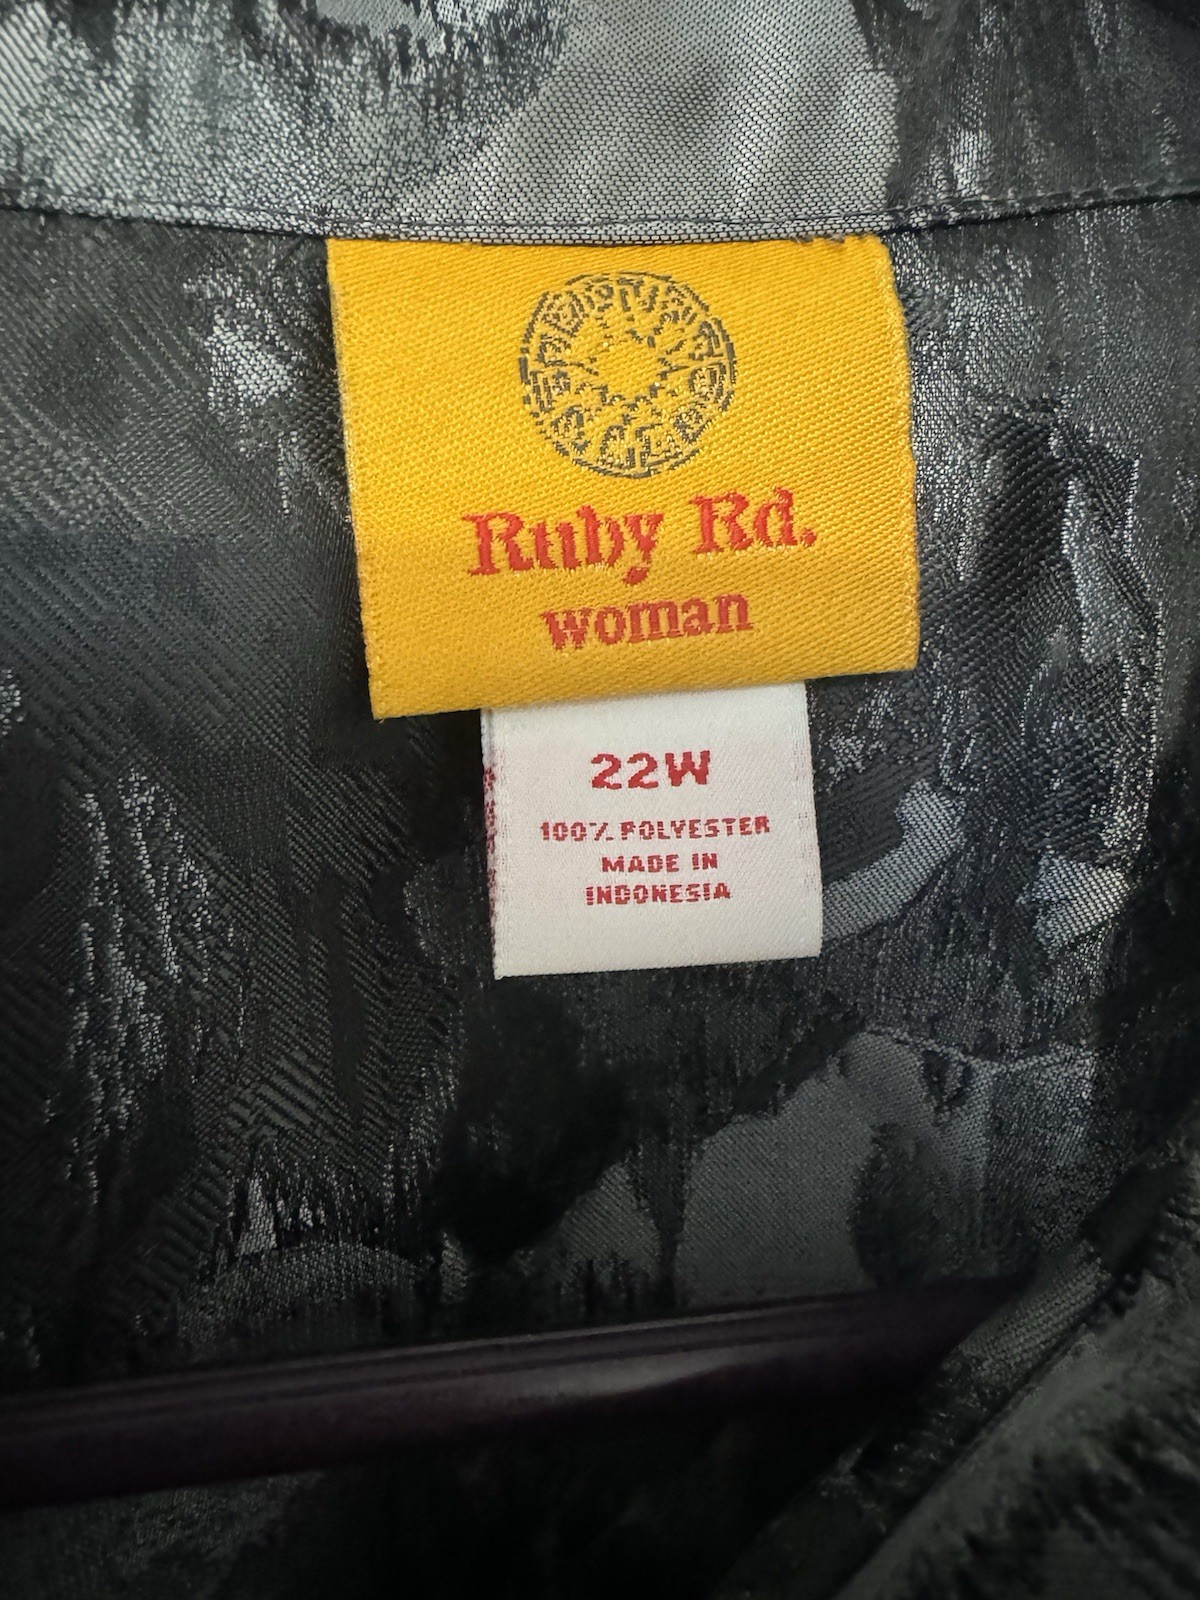 Ruby Rd.
woman
22W
100% POLYESTER
MADE IN
INDONESIA